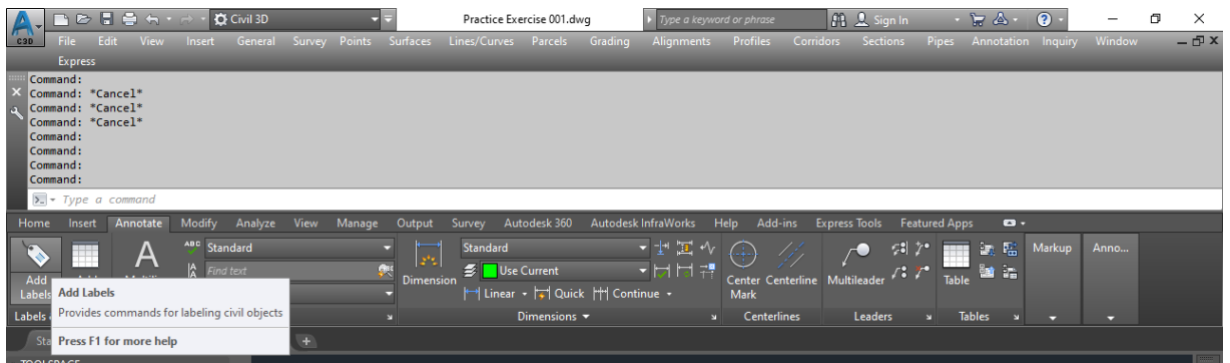 Civil 3D Practice Exercise 001.dwg Type a keyword or phrase Sign In
C3D File Edit View Insert General Survey Points Surfaces Lines/Curves Parcels Grading Alignments Profiles Corridors Sections Pipes Annotation Inquiry Window
Express
Command:
Command: *Cancel*
Command: *Cancel*
Command: *Cancel*
Command:
Command:
Command:
Command:
Type a command
Home Insert Annotate Modify Analyze View Manage Output Survey Autodesk 360 Autodesk InfraWorks Help Add-ins Express Tools Featured Apps
ABC Standard Standard Markup Anno...
Find text Use Current
Add Dimension Center Centerline Multileader Table
Labels Linear Quick Continue Mark
Labels Dimensions Centerlines Leaders Tables
Add Labels
Provides commands for labeling civil objects
Press F1 for more help
TOOLSPACE